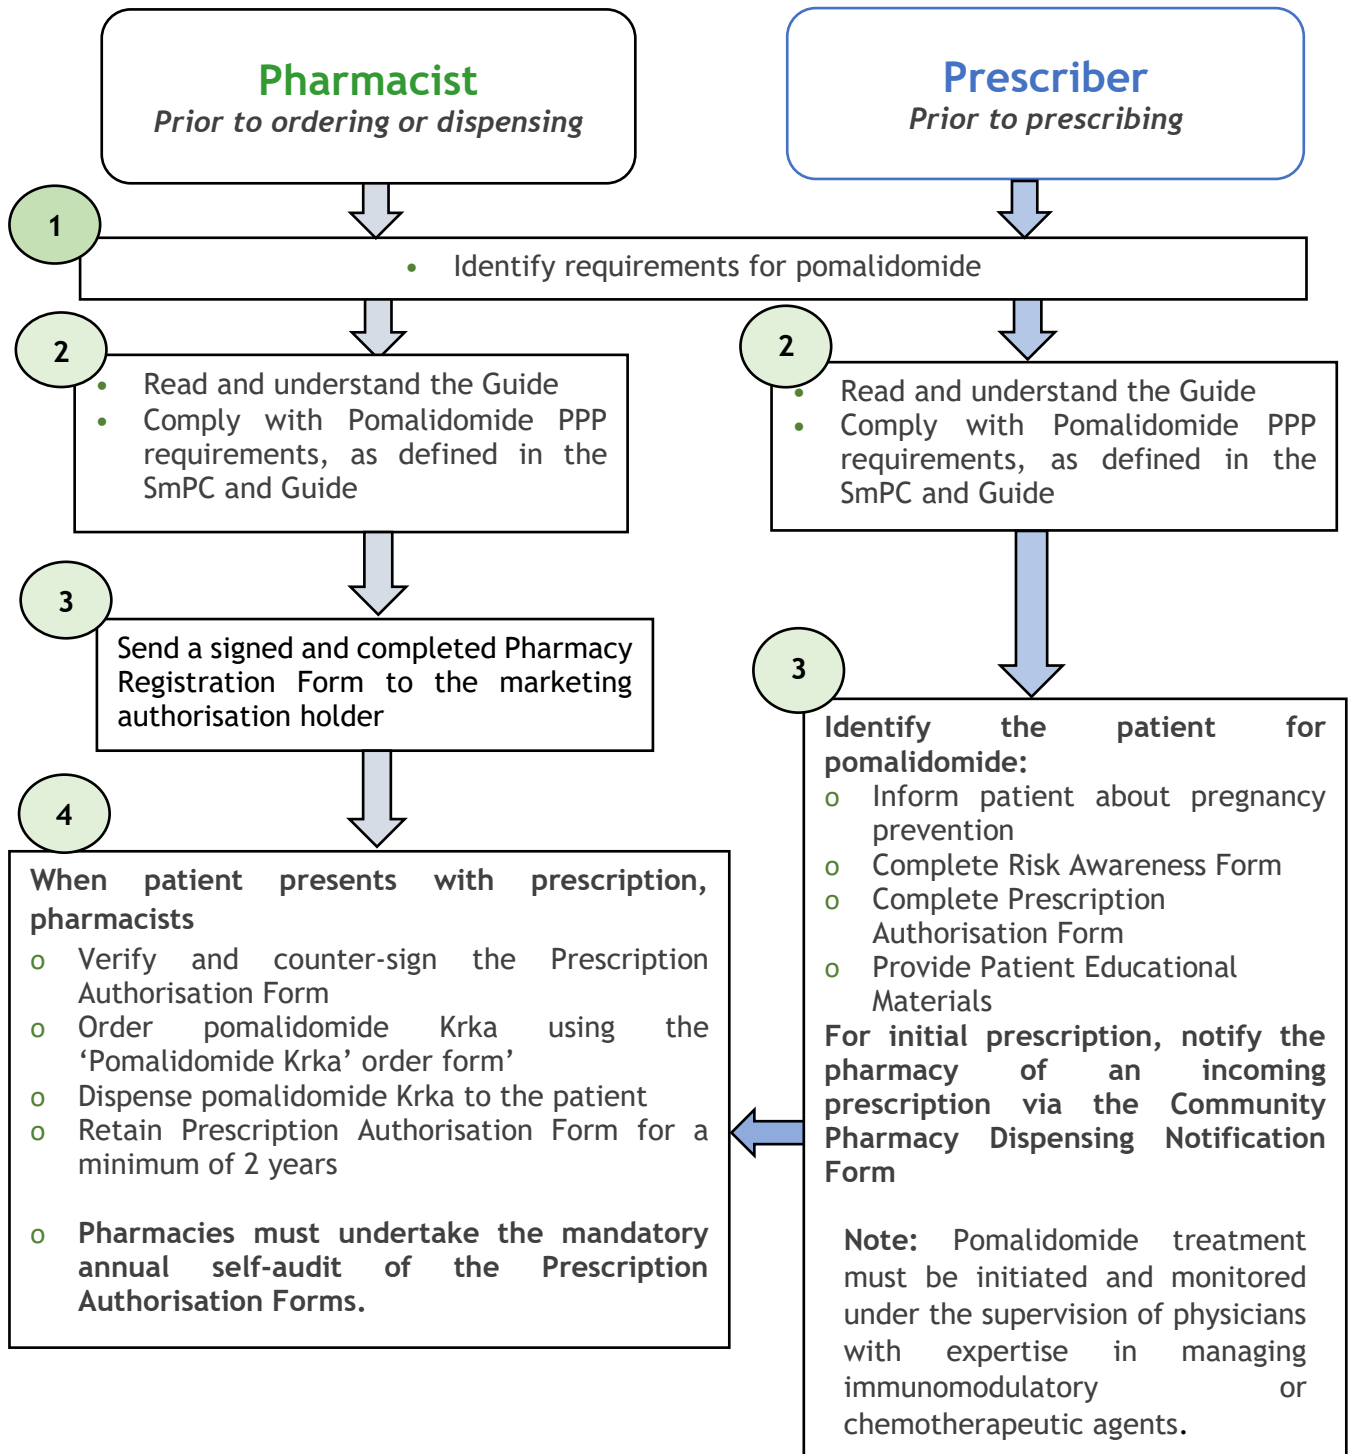 Pharmacist
Prior to ordering or dispensing
Prescriber
Prior to prescribing
1
• Identify requirements for pomalidomide
2
• Read and understand the Guide
• Comply with Pomalidomide PPP
requirements, as defined in the
SmPC and Guide
2
• Read and understand the Guide
• Comply with Pomalidomide PPP
requirements, as defined in the
SmPC and Guide
3
Send a signed and completed Pharmacy
Registration Form to the marketing
authorisation holder
4
When patient presents with prescription,
pharmacists
o Verify and counter-sign the Prescription
Authorisation Form
o Order pomalidomide Krka using the
‘Pomalidomide Krka’ order form’
o Dispense pomalidomide Krka to the patient
o Retain Prescription Authorisation Form for a
minimum of 2 years
o Pharmacies must undertake the mandatory
annual self-audit of the Prescription
Authorisation Forms.
3
Identify the patient for
pomalidomide:
o Inform patient about pregnancy
prevention
o Complete Risk Awareness Form
o Complete Prescription
Authorisation Form
o Provide Patient Educational
Materials
For initial prescription, notify the
pharmacy of an incoming
prescription via the Community
Pharmacy Dispensing Notification
Form
Note: Pomalidomide treatment
must be initiated and monitored
under the supervision of physicians
with expertise in managing
immunomodulatory or
chemotherapeutic agents.